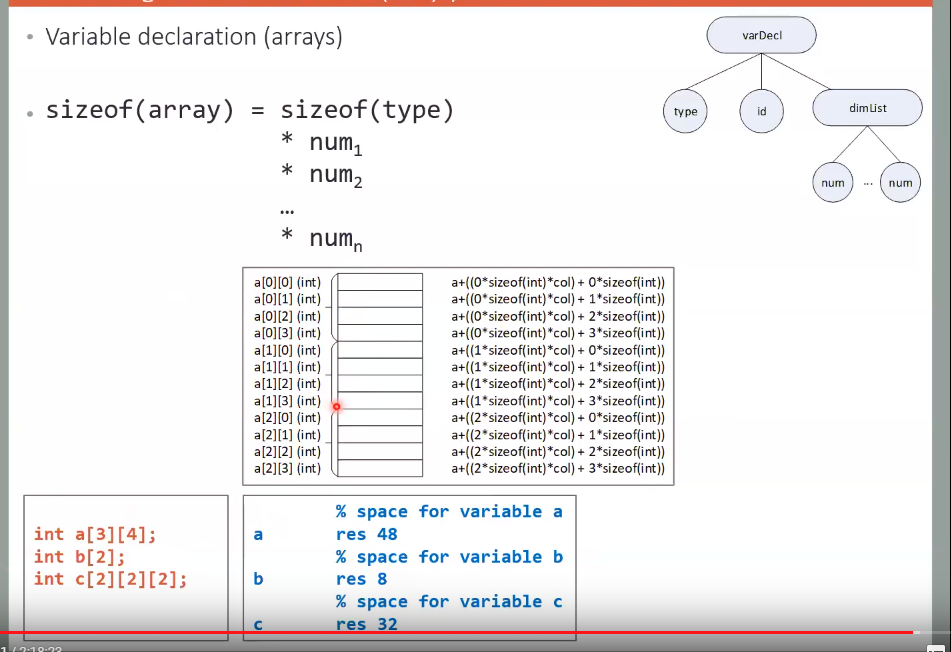 • Variable declaration (arrays)
varDecl
type
id
dimList
num
...
num
• sizeof(array) = sizeof(type)
* num1
* num2
…
* numn
a[0][0] (int) a+((0*sizeof(int)*col) + 0*sizeof(int))
a[0][1] (int) a+((0*sizeof(int)*col) + 1*sizeof(int))
a[0][2] (int) a+((0*sizeof(int)*col) + 2*sizeof(int))
a[0][3] (int) a+((0*sizeof(int)*col) + 3*sizeof(int))
a[1][0] (int) a+((1*sizeof(int)*col) + 0*sizeof(int))
a[1][1] (int) a+((1*sizeof(int)*col) + 1*sizeof(int))
a[1][2] (int) a+((1*sizeof(int)*col) + 2*sizeof(int))
a[1][3] (int) a+((1*sizeof(int)*col) + 3*sizeof(int))
a[2][0] (int) a+((2*sizeof(int)*col) + 0*sizeof(int))
a[2][1] (int) a+((2*sizeof(int)*col) + 1*sizeof(int))
a[2][2] (int) a+((2*sizeof(int)*col) + 2*sizeof(int))
a[2][3] (int) a+((2*sizeof(int)*col) + 3*sizeof(int))
int a[3][4];
int b[2];
int c[2][2][2];
% space for variable a
a res 48
% space for variable b
b res 8
% space for variable c
c res 32
1 / 2:18:23